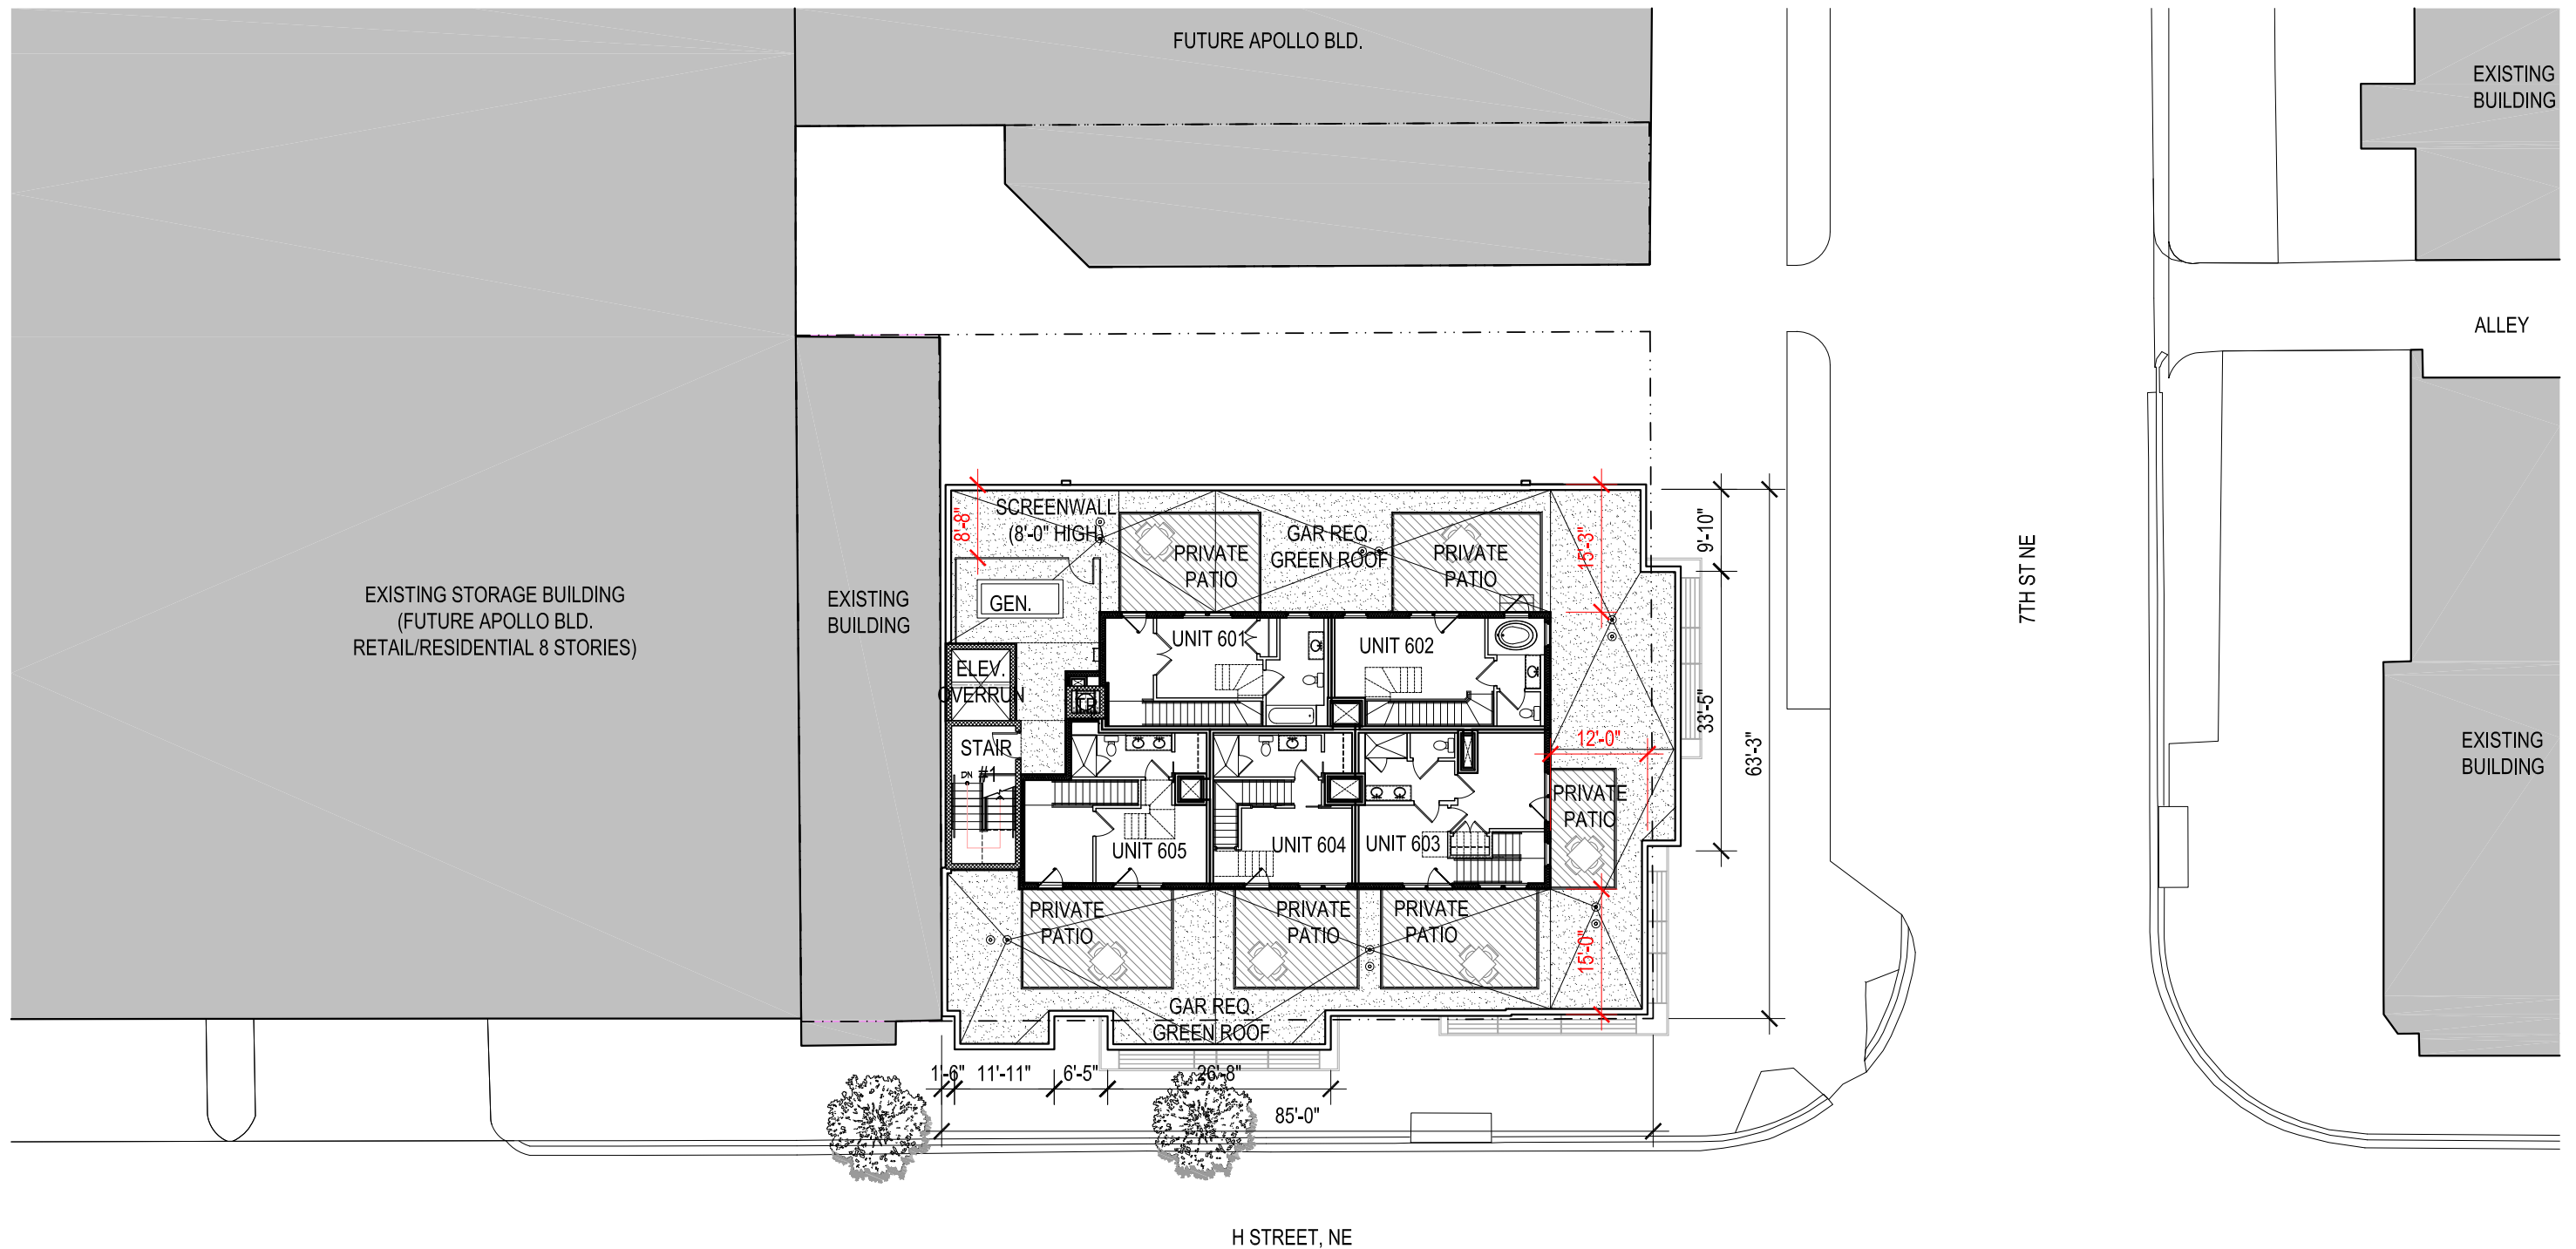 FUTURE APOLLO BLD.
EXISTING
BUILDING
ALLEY
7TH ST NE
EXISTING STORAGE BUILDING
(FUTURE APOLLO BLD.
RETAIL/RESIDENTIAL 8 STORIES)
EXISTING
BUILDING
SCREENWALL
(8'-0" HIGH)
8'-8"
GEN.
PRIVATE
PATIO
GAR REQ.
GREEN ROOF
PRIVATE
PATIO
15'-3"
9'-10"
UNIT 601
UNIT 602
ELEV.
OVERRUN
33'-5"
63'-3"
STAIR
#1
DN
12'-0"
PRIVATE
PATIO
UNIT 605
UNIT 604
UNIT 603
EXISTING
BUILDING
PRIVATE
PATIO
PRIVATE
PATIO
PRIVATE
PATIO
15'-0"
GAR REQ.
GREEN ROOF
1'-6"
11'-11"
6'-5"
26'-8"
85'-0"
H STREET, NE